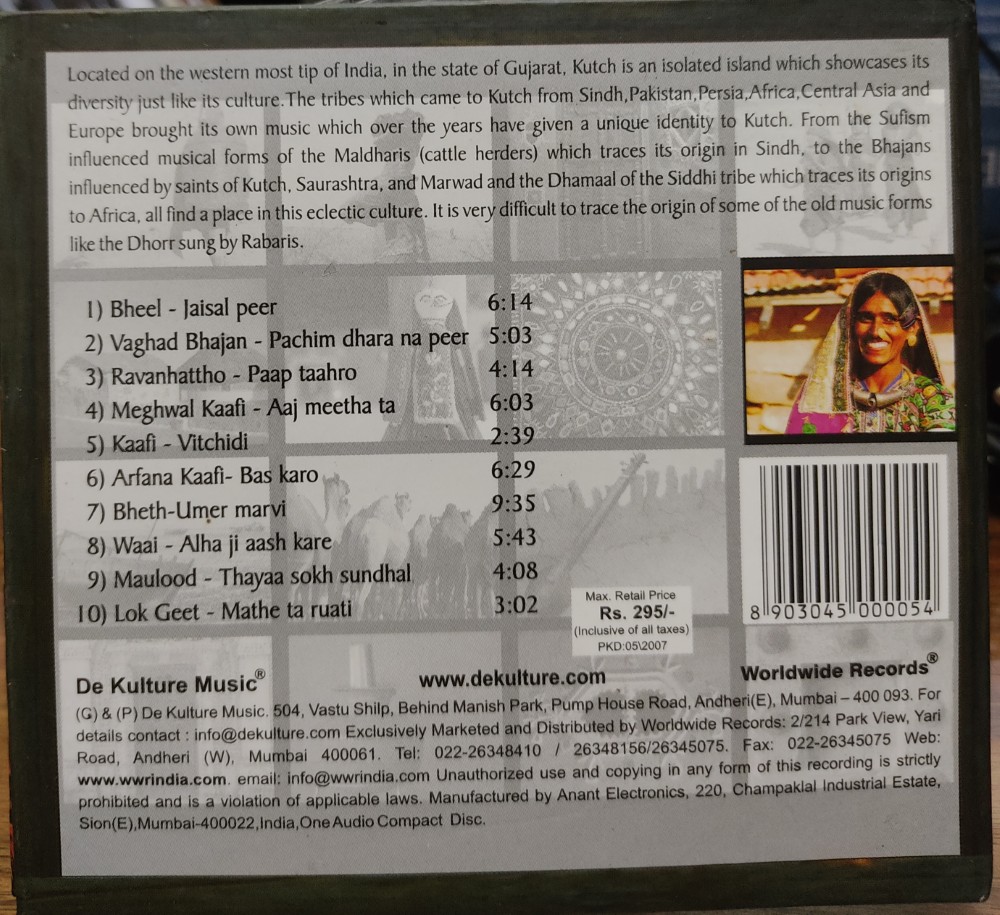 Located on the western most tip of India, in the state of Gujarat, Kutch is an isolated island which showcases its
diversity just like its culture. The tribes which came to Kutch from Sindh,Pakistan,Persia,Africa,Central Asia and
Europe brought its own music which over the years have given a unique identity to Kutch. From the Sufism
influenced musical forms of the Maldharis (cattle herders) which traces its origin in Sindh, to the Bhajans
influenced by saints of Kutch, Saurashtra, and Marwad and the Dhamaal of the Siddhi tribe which traces its origins
to Africa, all find a place in this eclectic culture. It is very difficult to trace the origin of some of the old music forms
like the Dhorr sung by Rabaris.
1) Bheel - Jaisal peer 6:14
2) Vaghad Bhajan - Pachim dhara na peer 5:03
3) Ravanhattho - Paap taahro 4:14
4) Meghwal Kaafi - Aaj meetha ta 6:03
5) Kaafi - Vitchidi 2:39
6) Arfana Kaafi- Bas karo 6:29
7) Bheth-Umer marvi 9:35
8) Waai - Alha ji aash kare 5:43
9) Maulood - Thayaa sokh sundhal 4:08
10) Lok Geet - Mathe ta ruati 3:02
Max. Retail Price
Rs. 295/-
(Inclusive of all taxes)
PKD:05\2007
8 903045 000054
De Kulture Music® www.dekulture.com Worldwide Records®
(G) & (P) De Kulture Music. 504, Vastu Shilp, Behind Manish Park, Pump House Road, Andheri(E), Mumbai – 400 093. For
details contact : info@dekulture.com Exclusively Marketed and Distributed by Worldwide Records: 2/214 Park View, Yari
Road, Andheri (W), Mumbai 400061. Tel: 022-26348410 / 26348156/26345075. Fax: 022-26345075 Web:
www.wwrindia.com. email: info@wwrindia.com Unauthorized use and copying in any form of this recording is strictly
prohibited and is a violation of applicable laws. Manufactured by Anant Electronics, 220, Champaklal Industrial Estate,
Sion(E),Mumbai-400022,India,One Audio Compact Disc.